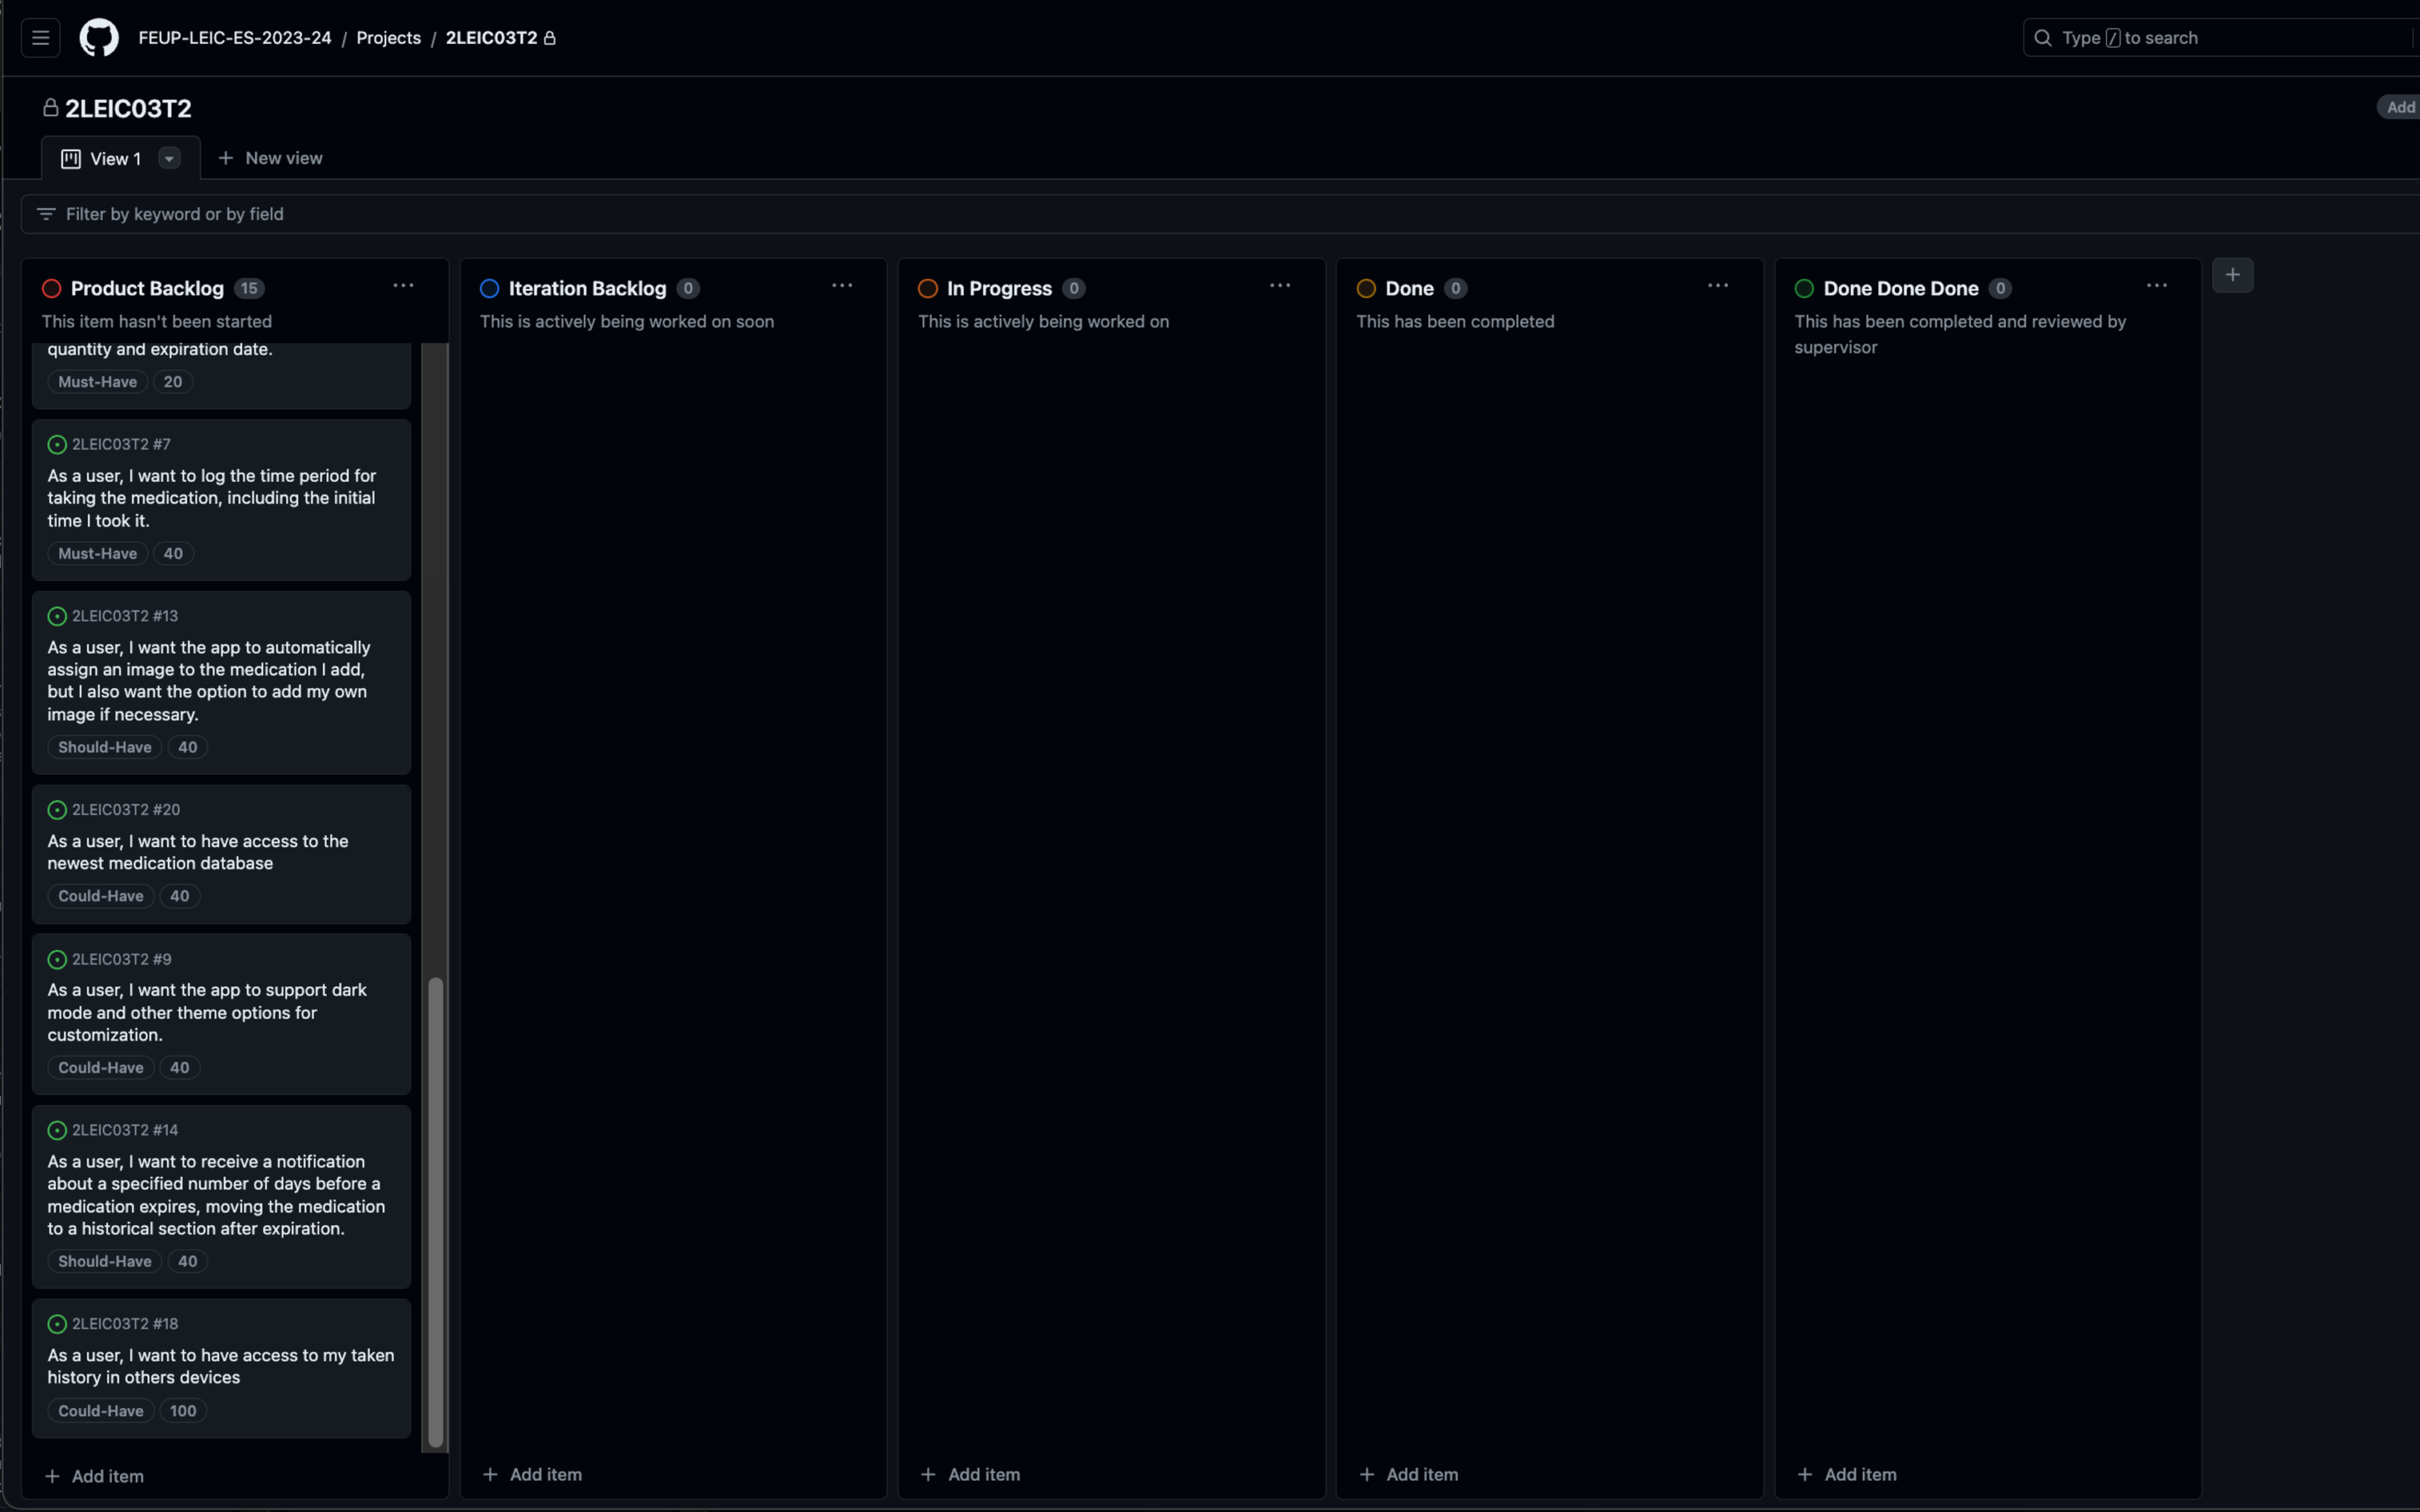 FEUP-LEIC-ES-2023-24 / Projects / 2LEIC03T2
Type / to search
2LEIC03T2
Add
View 1
New view
Filter by keyword or by field
Product Backlog 15
This item hasn't been started
quantity and expiration date.
Must-Have 20
2LEIC03T2 #7
As a user, I want to log the time period for
taking the medication, including the initial
time I took it.
Must-Have 40
2LEIC03T2 #13
As a user, I want the app to automatically
assign an image to the medication I add,
but I also want the option to add my own
image if necessary.
Should-Have 40
2LEIC03T2 #20
As a user, I want to have access to the
newest medication database
Could-Have 40
2LEIC03T2 #9
As a user, I want the app to support dark
mode and other theme options for
customization.
Could-Have 40
2LEIC03T2 #14
As a user, I want to receive a notification
about a specified number of days before a
medication expires, moving the medication
to a historical section after expiration.
Should-Have 40
2LEIC03T2 #18
As a user, I want to have access to my taken
history in others devices
Could-Have 100
Add item
Iteration Backlog 0
This is actively being worked on soon
Add item
In Progress 0
This is actively being worked on
Add item
Done 0
This has been completed
Add item
Done Done Done 0
This has been completed and reviewed by
supervisor
Add item